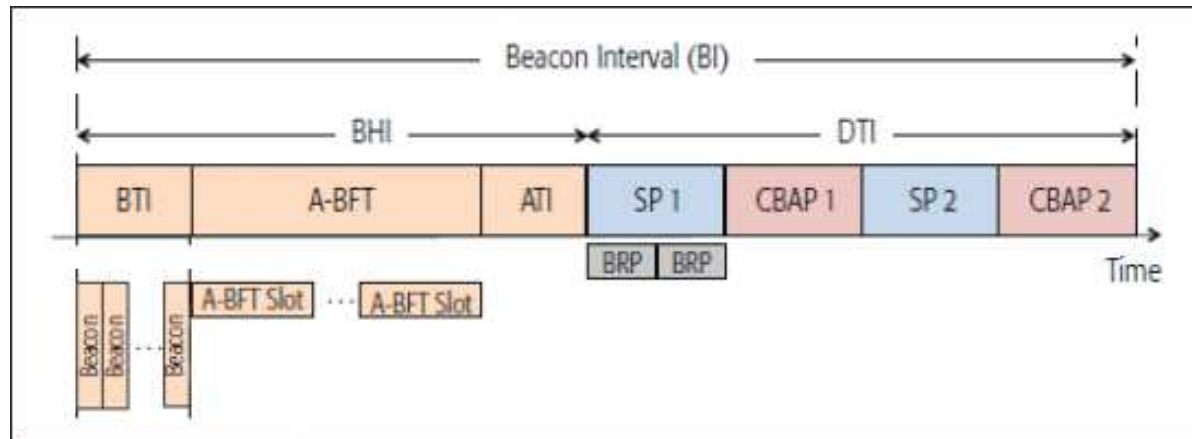 Beacon Interval (BI)
BHI DTI
BTI A-BFT ATI SP 1 CBAP 1 SP 2 CBAP 2
BRP BRP
Time
A-BFT Slot ... A-BFT Slot
Beacon Beacon ..... Beacon